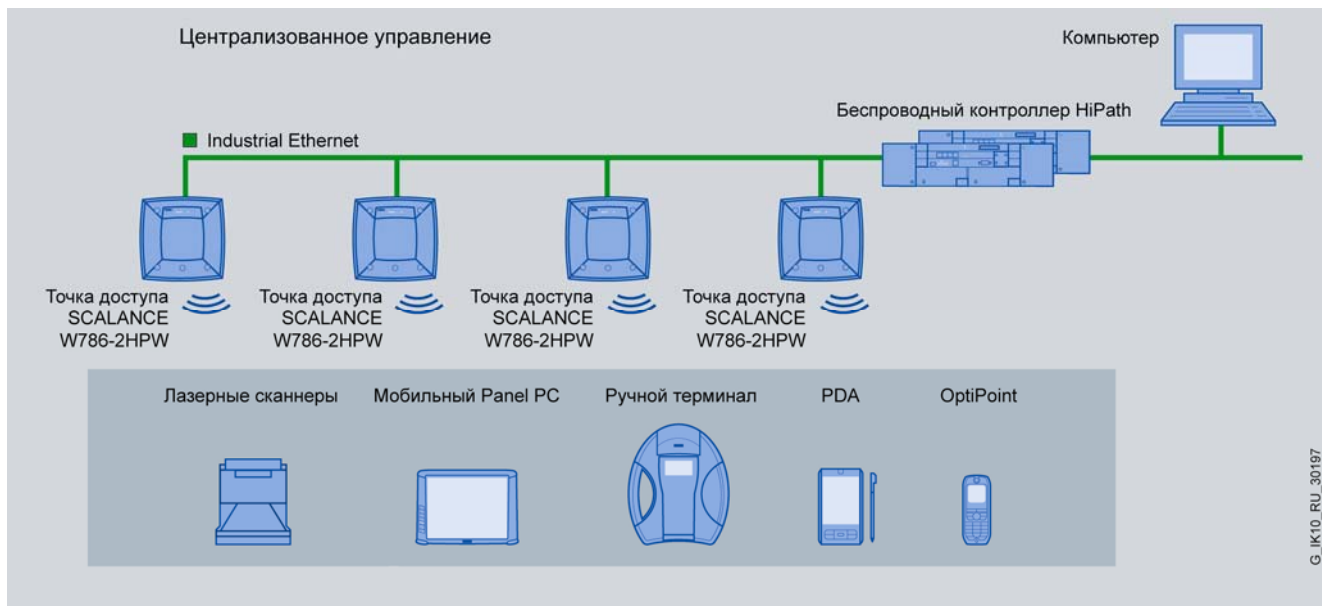 Централизованное управление
Компьютер
Беспроводный контроллер HiPath
Industrial Ethernet
Точка доступа
SCALANCE
W786-2HPW
Точка доступа
SCALANCE
W786-2HPW
Точка доступа
SCALANCE
W786-2HPW
Точка доступа
SCALANCE
W786-2HPW
Лазерные сканнеры
Мобильный Panel PC
Ручной терминал
PDA
OptiPoint
G_IK10_RU_30197